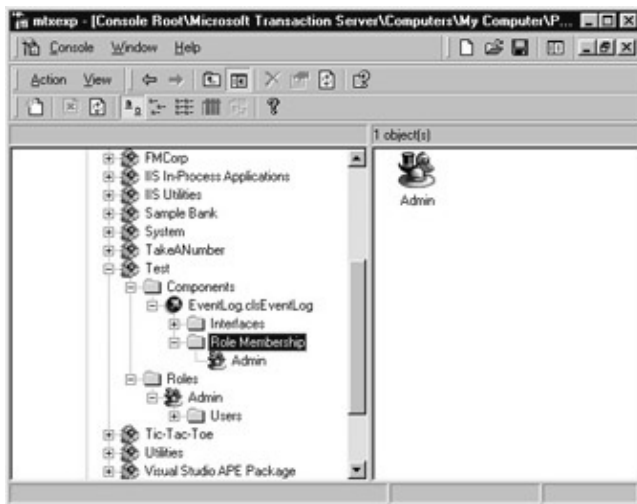 mtxexp - [Console Root\Microsoft Transaction Server\Computers\My Computer\P...
Console Window Help
Action View
1 object(s)
FMCorp
IIS In-Process Applications
IIS Utilities
Sample Bank
System
TakeANumber
Test
Components
EventLog.clsEventLog
Interfaces
Role Membership
Admin
Roles
Admin
Users
Tic-Tac-Toe
Utilities
Visual Studio APE Package
Admin